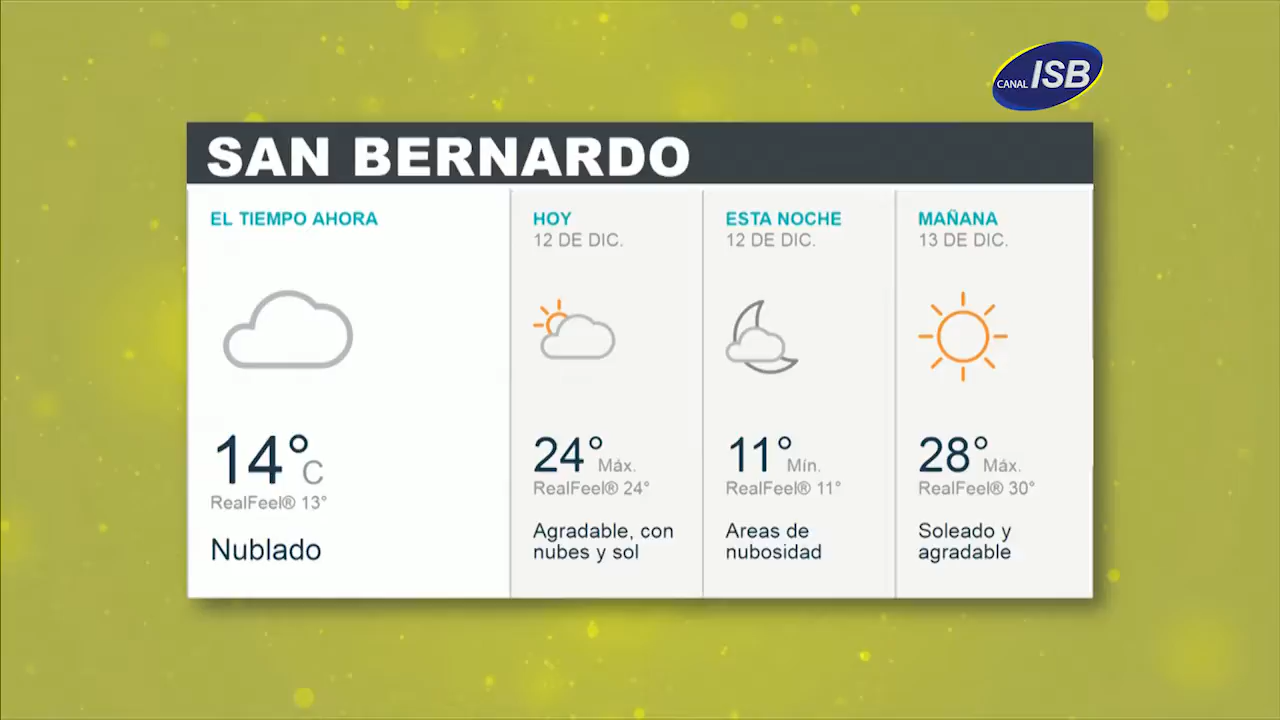 CANAL ISB
SAN BERNARDO
EL TIEMPO AHORA
14°C
RealFeel® 13°
Nublado
HOY
12 DE DIC.
24° Máx.
RealFeel® 24°
Agradable, con
nubes y sol
ESTA NOCHE
12 DE DIC.
11° Mín.
RealFeel® 11°
Areas de
nubosidad
MAÑANA
13 DE DIC.
28° Máx.
RealFeel® 30°
Soleado y
agradable